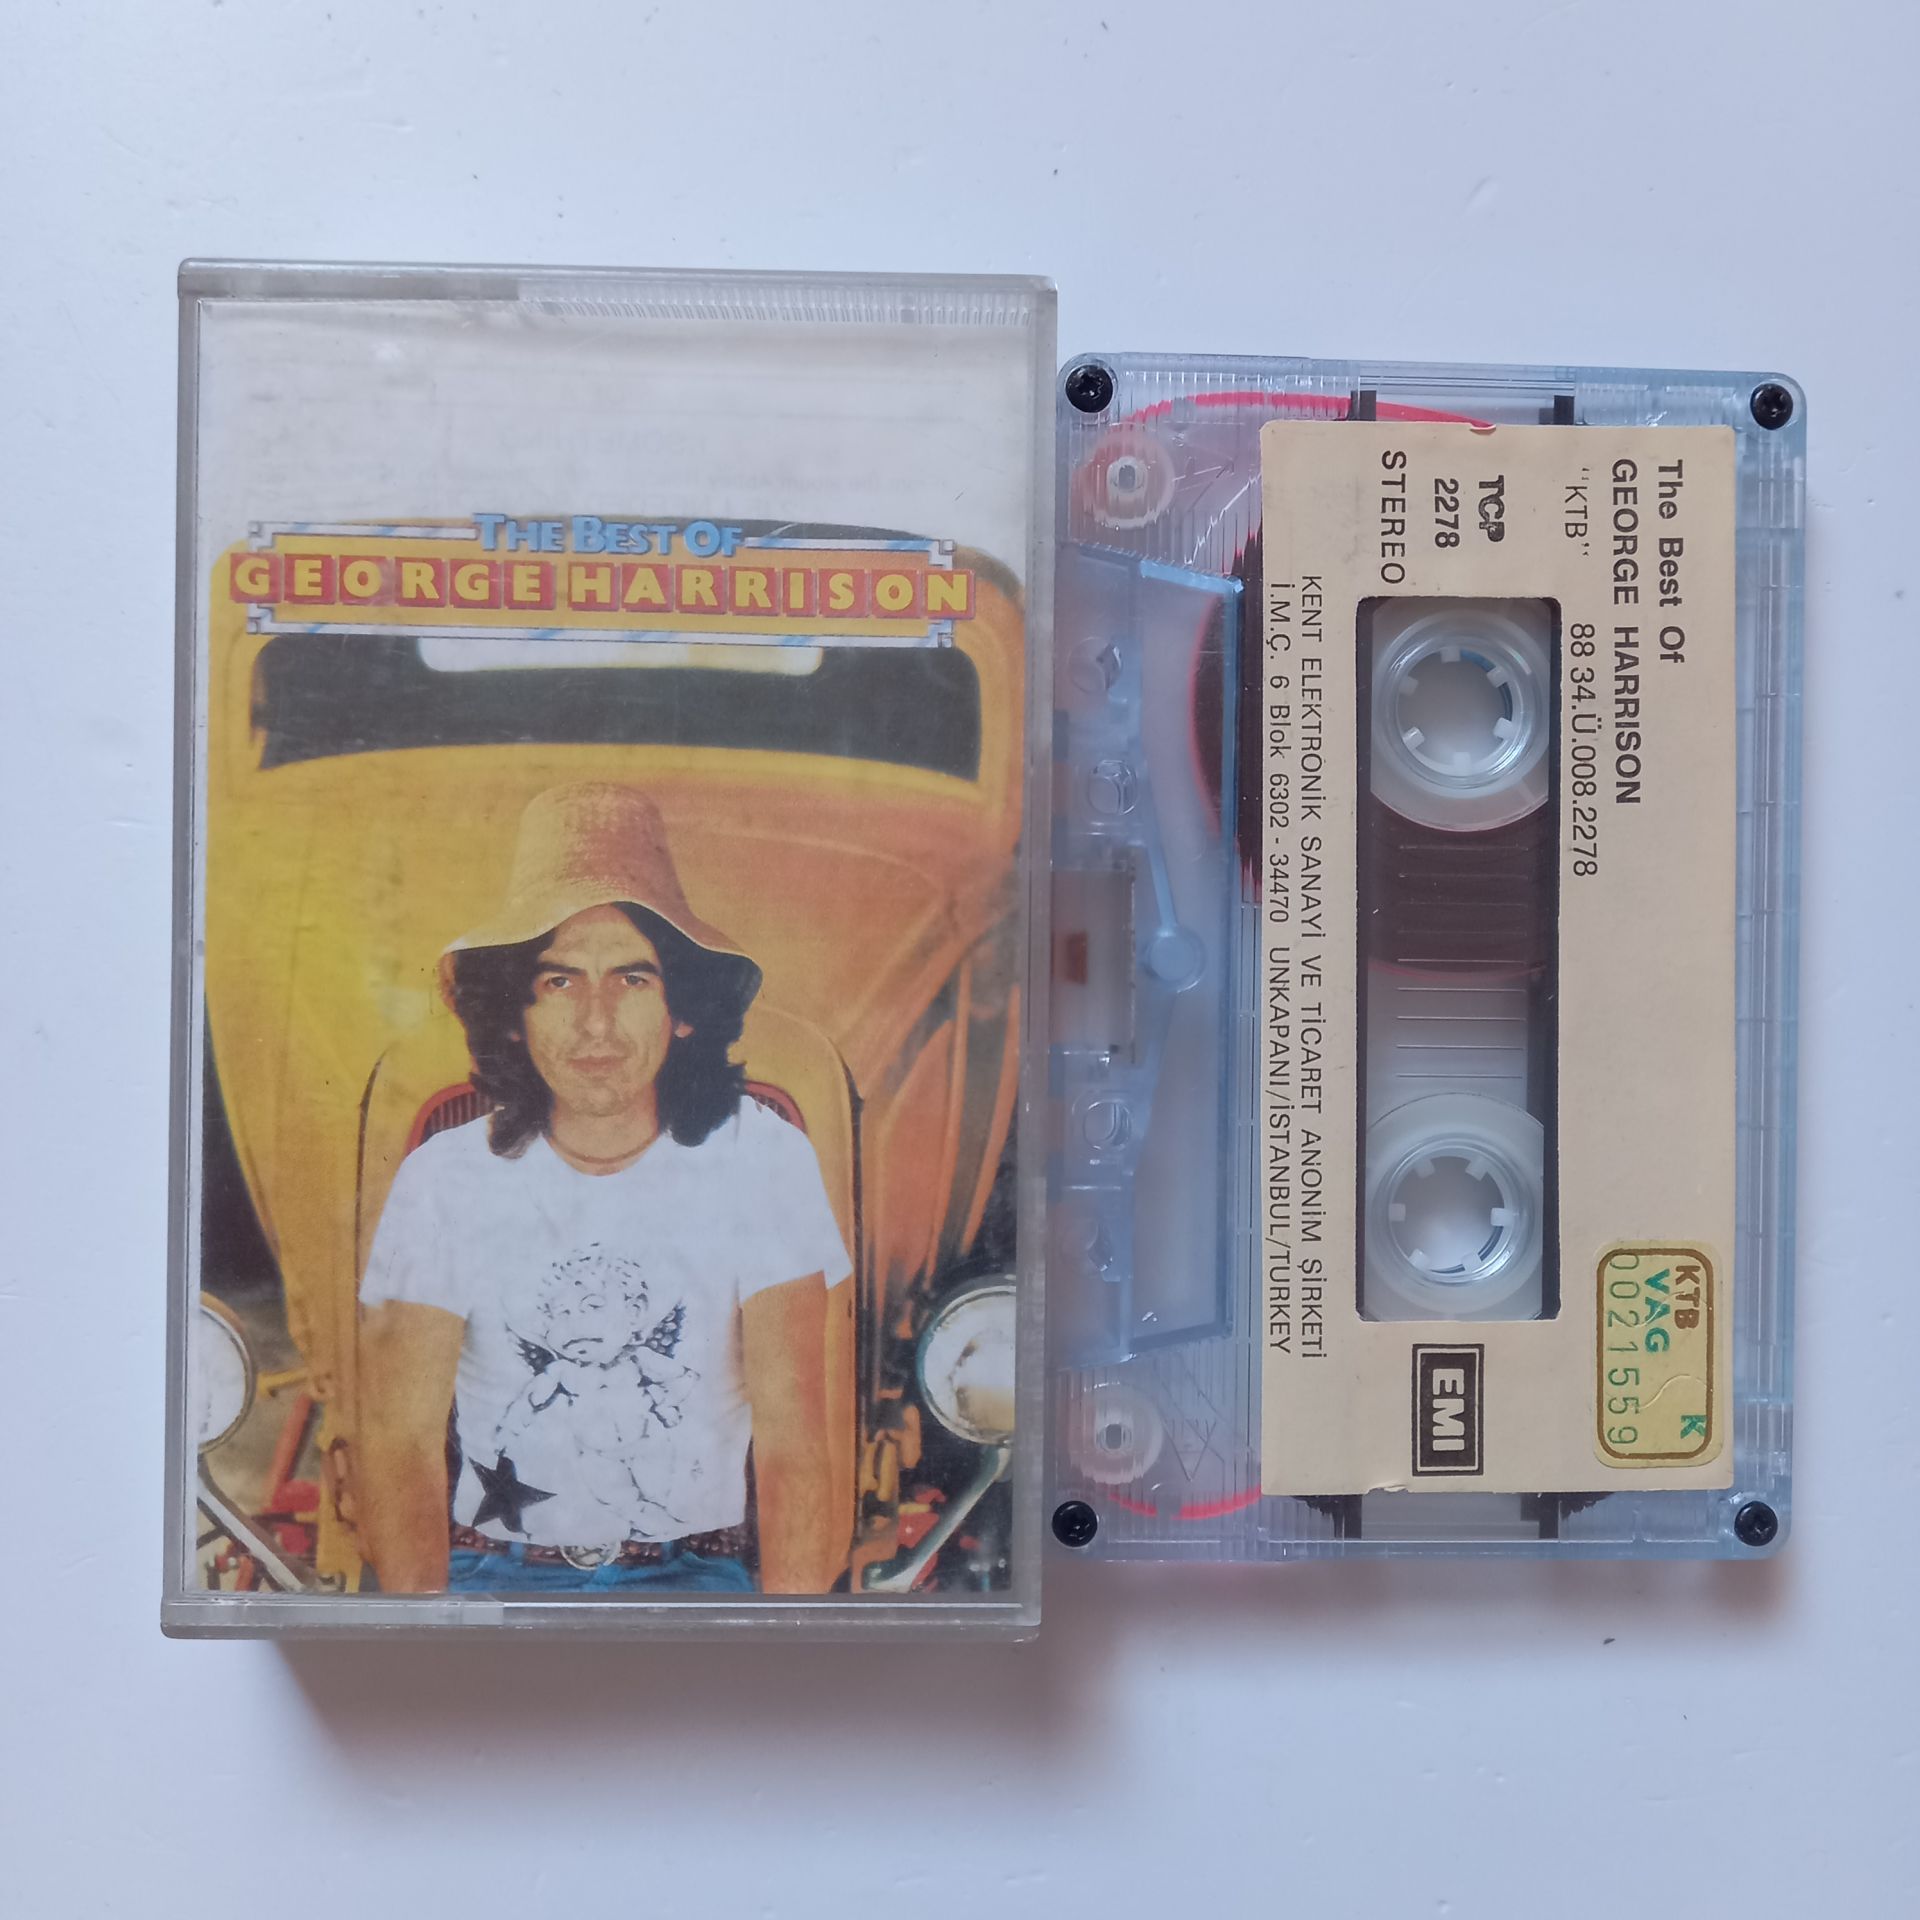 THE BEST OF
GEORGE HARRISON
The Best Of
GEORGE HARRISON
"KTB" 88 34.Ü.008.2278
TCP
2278
STEREO
KENT ELEKTRONİK SANAYİ VE TİCARET ANONİM ŞİRKETİ
İ.M.Ç. 6 Blok 6302 - 34470 UNKAPANI/İSTANBUL/TURKEY
EMI
KTB K
VAG
0021559